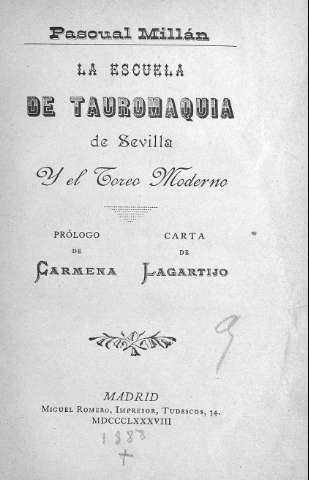 Pascual Millán
LA ESCUELA
DE TAUROMAQUIA
de Sevilla
Y el Toreo Moderno
PRÓLOGO
DE
CARMENA
CARTA
DE
LAGARTIJO
MADRID
MIGUEL ROMERO, IMPRESOR, TUDESCOS, 34.
MDCCCLXXXVIII
1888